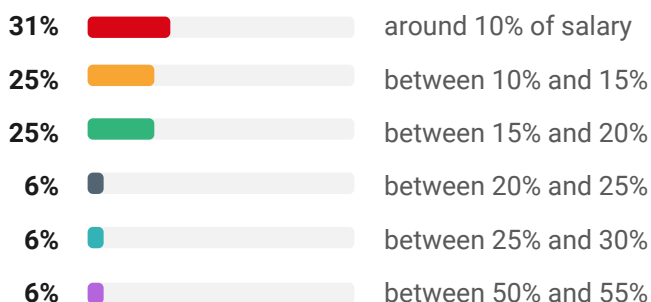 31% around 10% of salary
25% between 10% and 15%
25% between 15% and 20%
6% between 20% and 25%
6% between 25% and 30%
6% between 50% and 55%